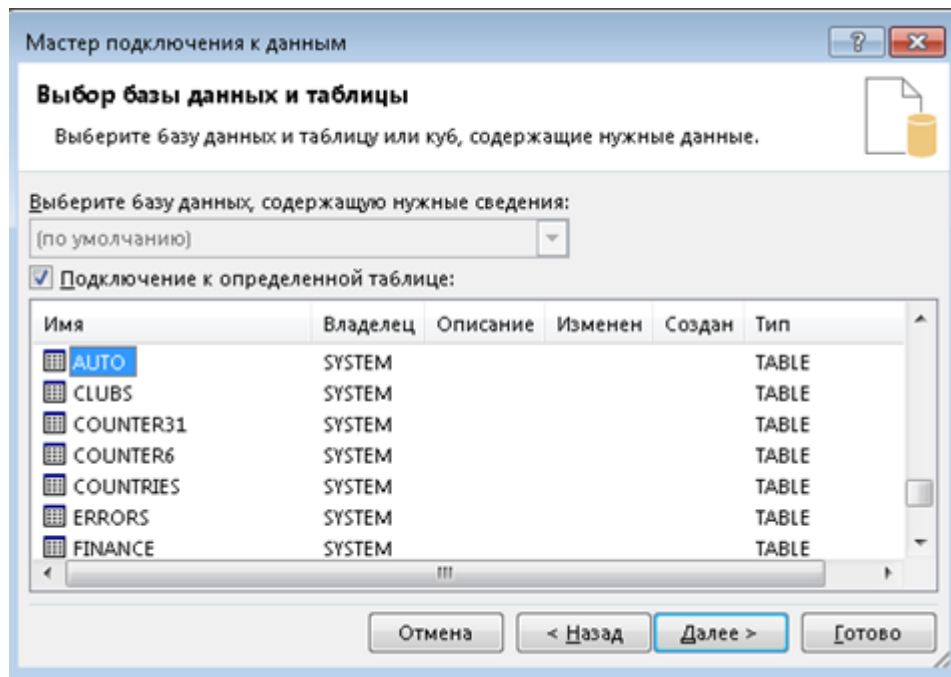 Мастер подключения к данным
Выбор базы данных и таблицы
Выберите базу данных и таблицу или куб, содержащие нужные данные.
Выберите базу данных, содержащую нужные сведения:
(по умолчанию)
Подключение к определенной таблице:
Имя Владелец Описание Изменен Создан Тип
AUTO SYSTEM TABLE
CLUBS SYSTEM TABLE
COUNTER31 SYSTEM TABLE
COUNTER6 SYSTEM TABLE
COUNTRIES SYSTEM TABLE
ERRORS SYSTEM TABLE
FINANCE SYSTEM TABLE
Отмена < Назад Далее > Готово